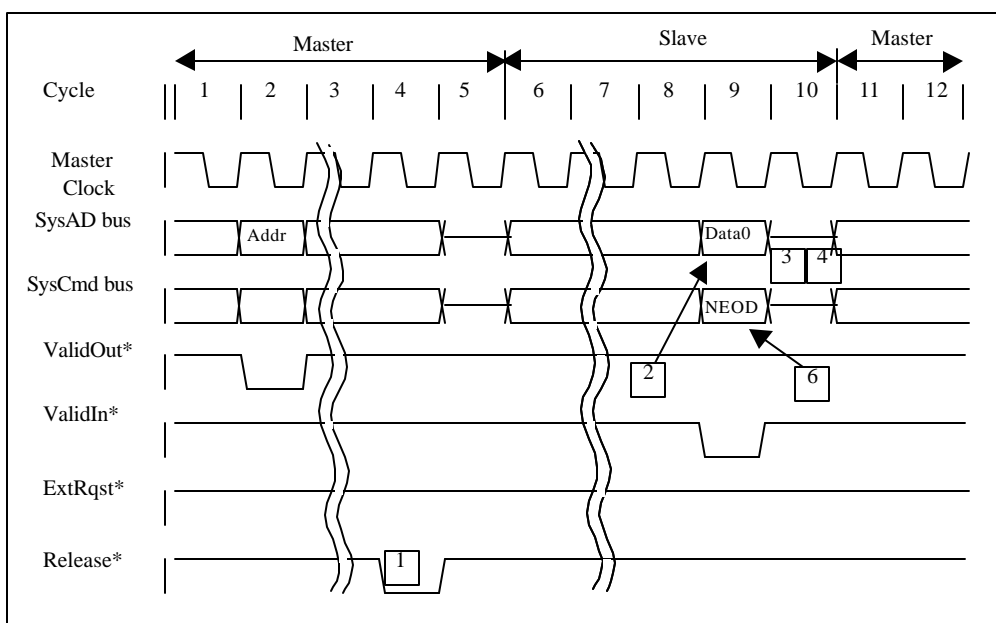 Master Slave Master
Cycle 1 2 3 4 5 6 7 8 9 10 11 12
Master
Clock
SysAD bus Addr Data0
3 4
SysCmd bus NEOD
ValidOut*
2 6
ValidIn*
ExtRqst*
Release* 1